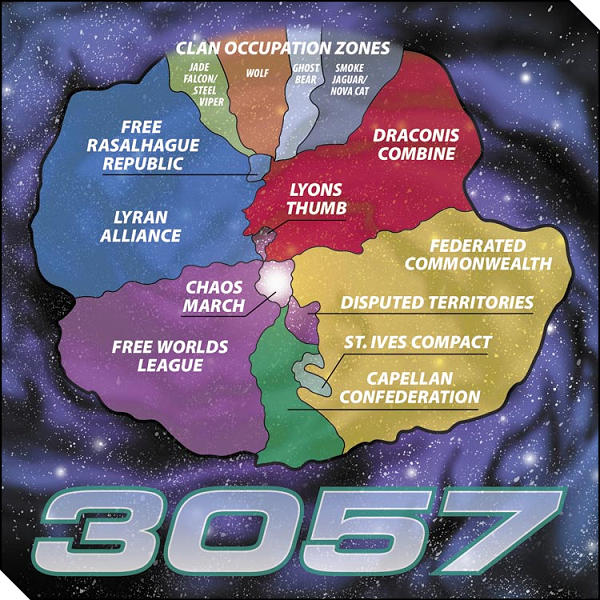 CLAN OCCUPATION ZONES
JADE
FALCON/
STEEL
VIPER
WOLF
GHOST
BEAR
SMOKE
JAGUAR/
NOVA CAT
FREE
RASALHAGUE
REPUBLIC
DRACONIS
COMBINE
LYONS
THUMB
LYRAN
ALLIANCE
FEDERATED
COMMONWEALTH
CHAOS
MARCH
DISPUTED TERRITORIES
FREE WORLDS
LEAGUE
ST. IVES COMPACT
CAPELLAN
CONFEDERATION
3057